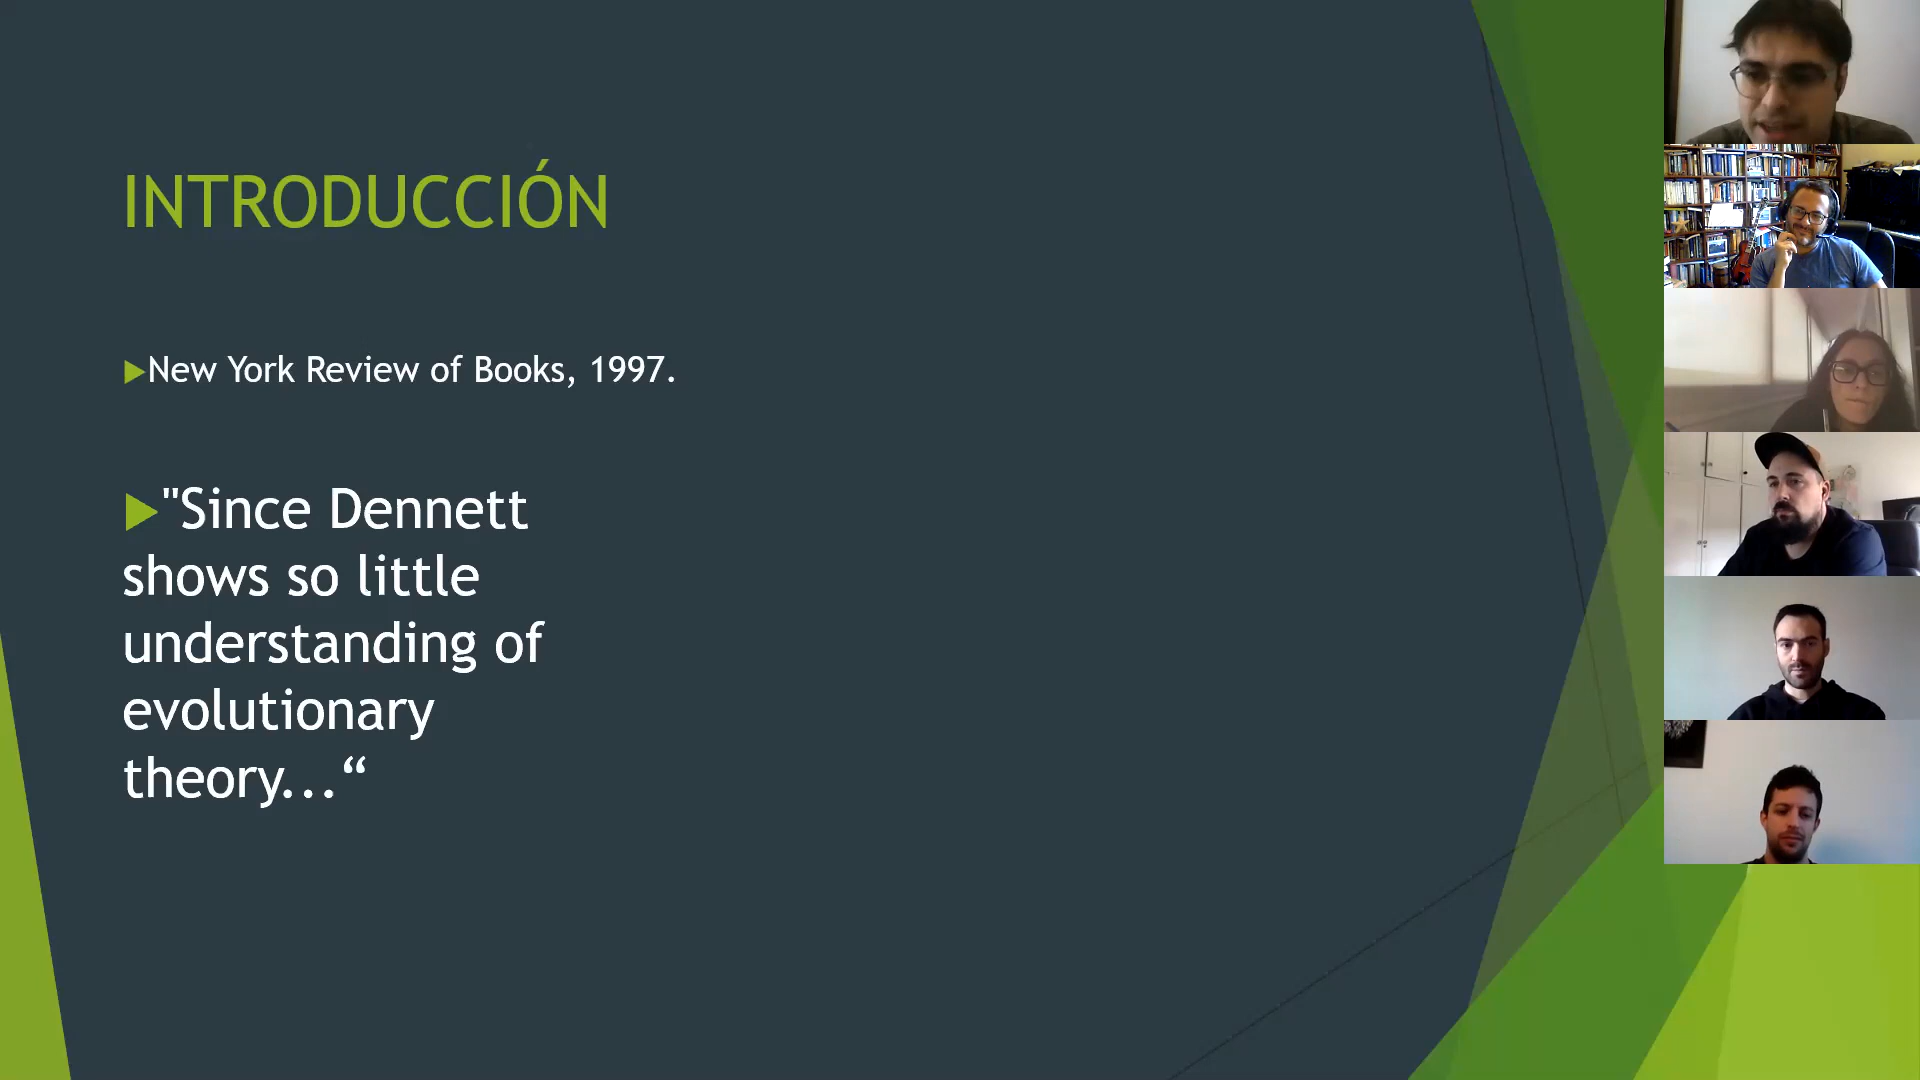 INTRODUCCIÓN
New York Review of Books, 1997.
"Since Dennett
shows so little
understanding of
evolutionary
theory...“